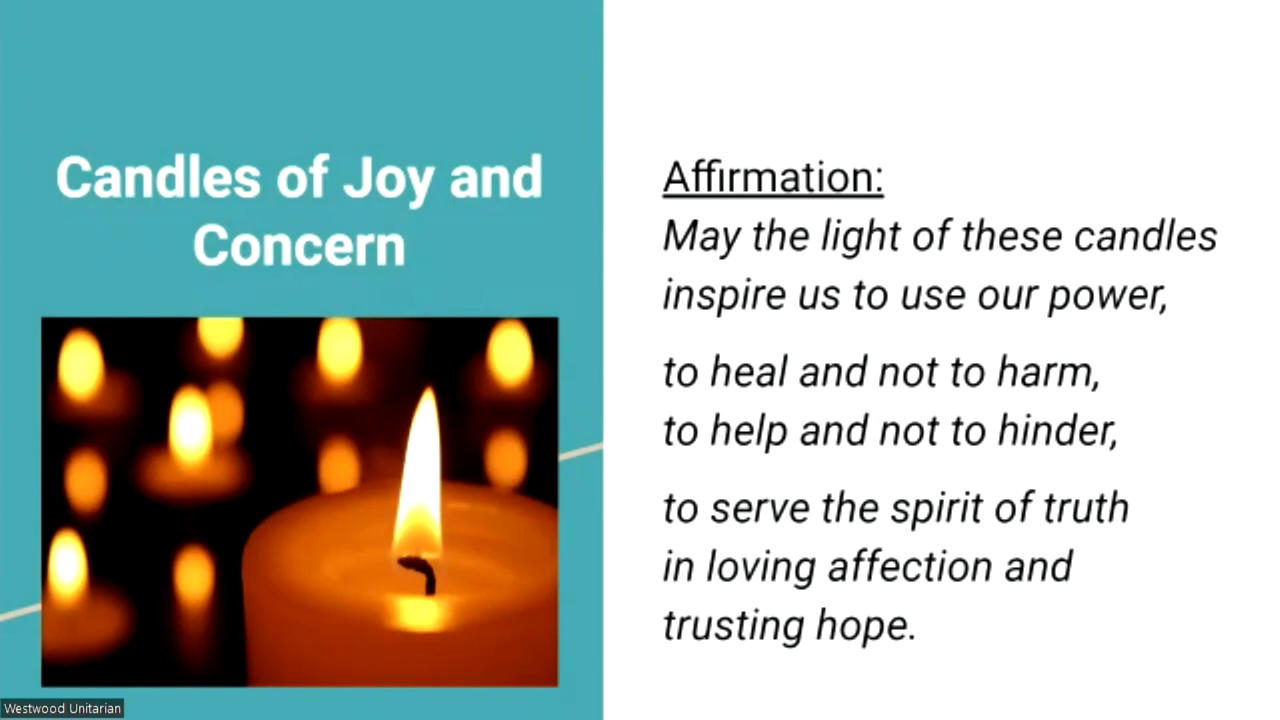 Candles of Joy and
Concern
Affirmation:
May the light of these candles
inspire us to use our power,
to heal and not to harm,
to help and not to hinder,
to serve the spirit of truth
in loving affection and
trusting hope.
Westwood Unitarian